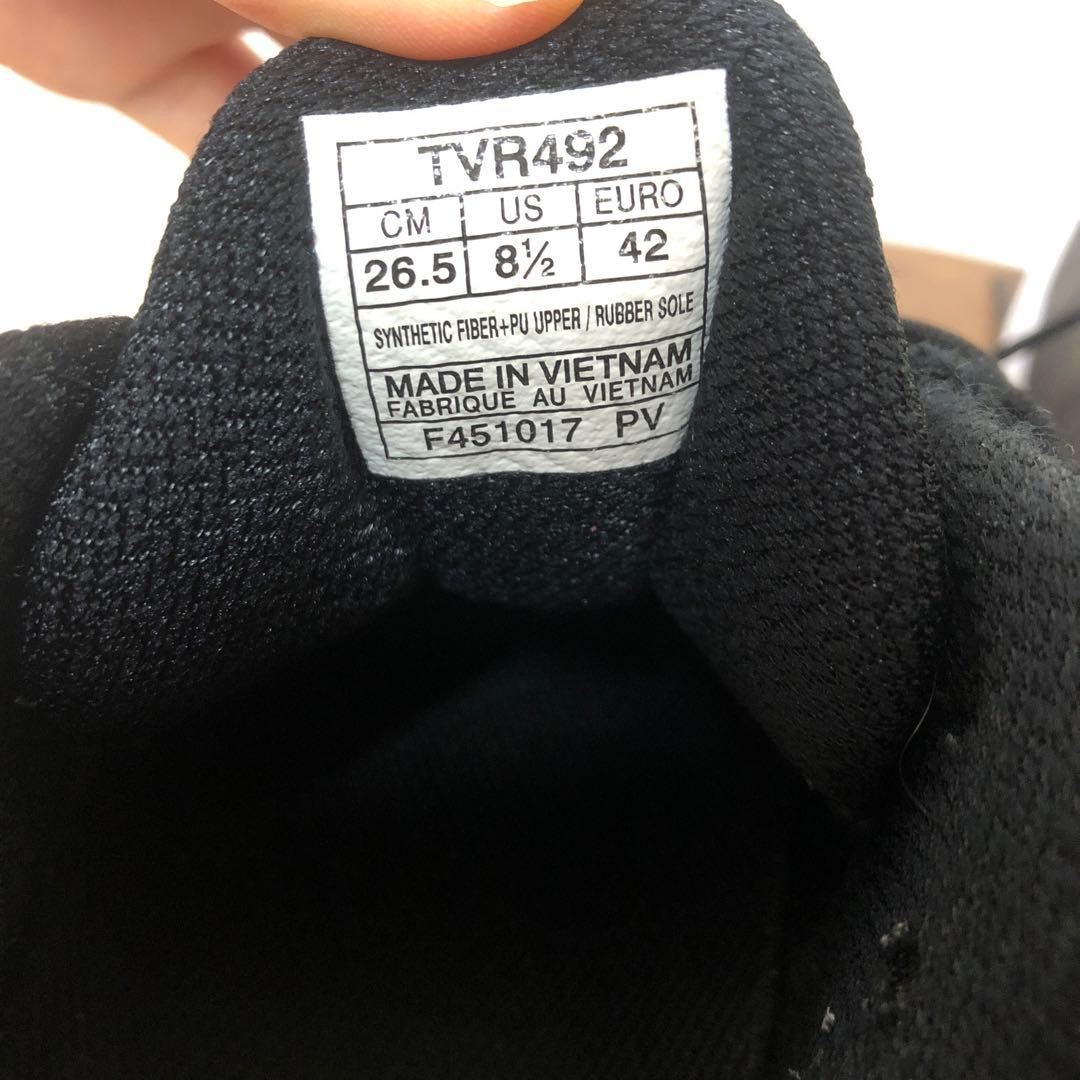 TVR492
CM US EURO
26.5 8½ 42
SYNTHETIC FIBER+PU UPPER / RUBBER SOLE
MADE IN VIETNAM
FABRIQUE AU VIETNAM
F451017 PV